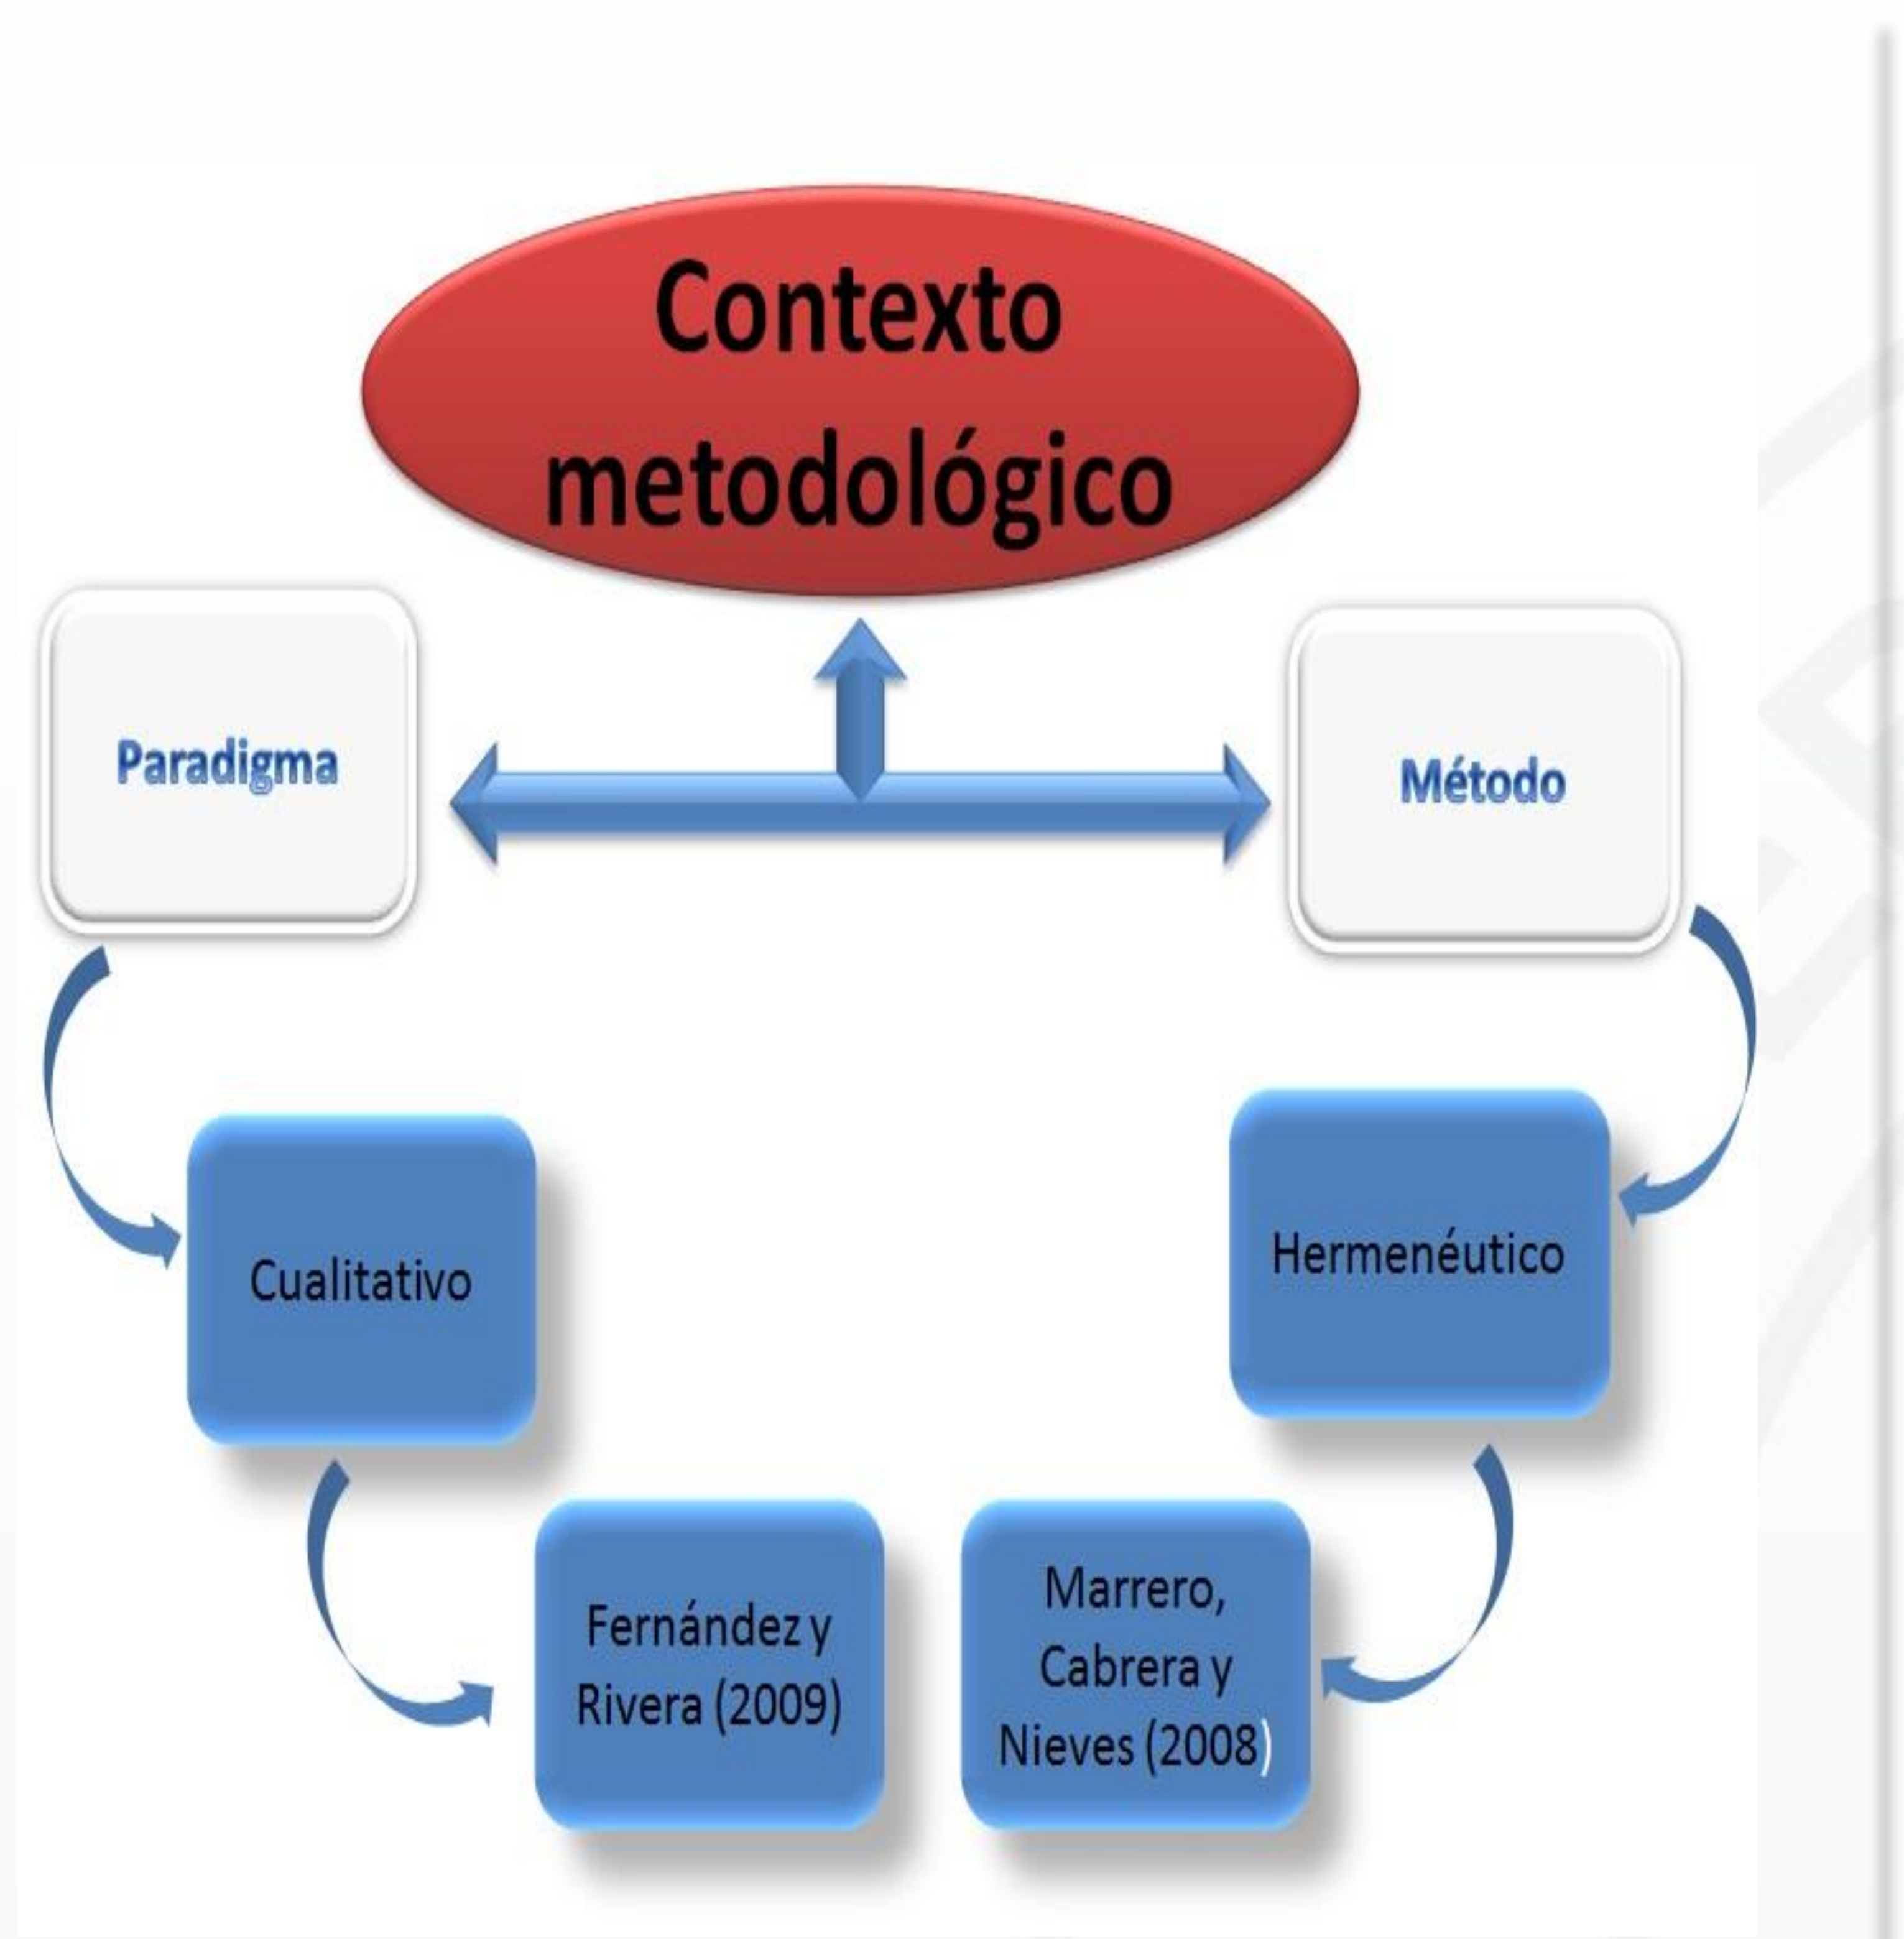 Contexto
metodológico
Paradigma
Método
Cualitativo
Hermenéutico
Fernández y
Rivera (2009)
Marrero,
Cabrera y
Nieves (2008)